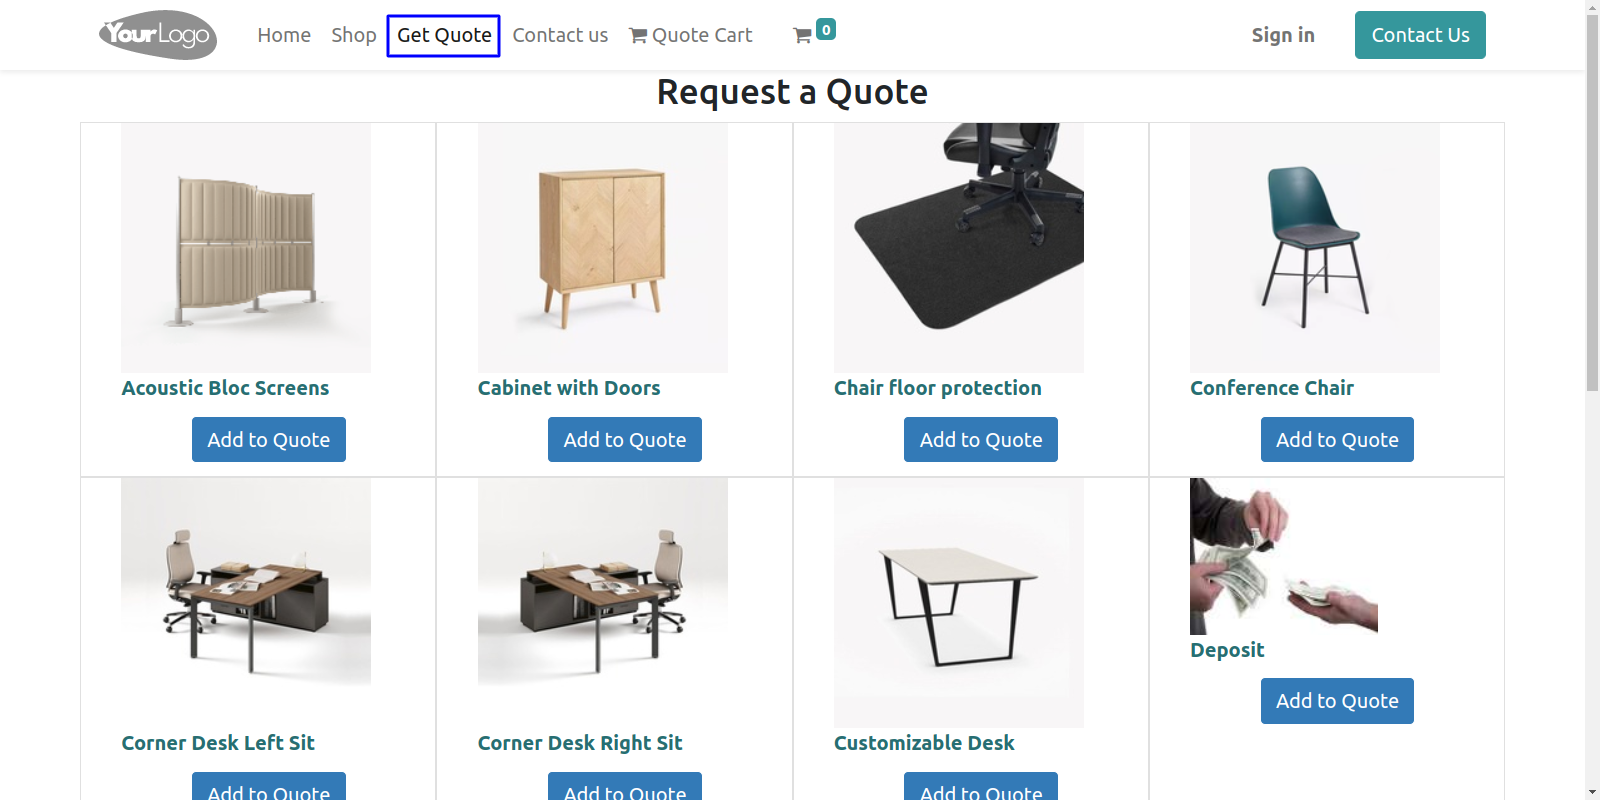 YourLogo Home Shop Get Quote Contact us Quote Cart 0 Sign in Contact Us
Request a Quote
Acoustic Bloc Screens Cabinet with Doors Chair floor protection Conference Chair
Add to Quote Add to Quote Add to Quote Add to Quote
Deposit
Add to Quote
Corner Desk Left Sit Corner Desk Right Sit Customizable Desk
Add to Quote Add to Quote Add to Quote